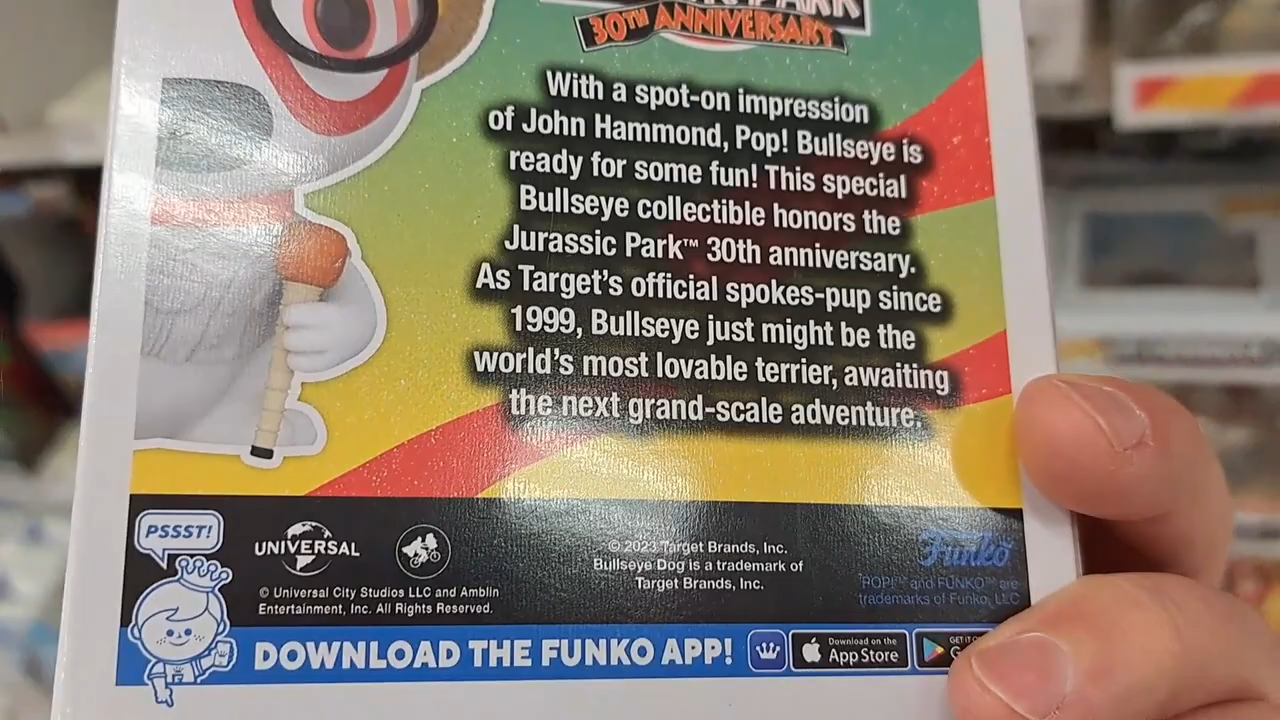 PARK
30TH ANNIVERSARY
With a spot-on impression
of John Hammond, Pop! Bullseye is
ready for some fun! This special
Bullseye collectible honors the
Jurassic Park™ 30th anniversary.
As Target's official spokes-pup since
1999, Bullseye just might be the
world's most lovable terrier, awaiting
the next grand-scale adventure.
PSSST!
UNIVERSAL
© Universal City Studios LLC and Amblin
Entertainment, Inc. All Rights Reserved.
© 2023 Target Brands, Inc.
Bullseye Dog is a trademark of
Target Brands, Inc.
Funko
POP!™ and FUNKO™ are
trademarks of Funko, LLC
DOWNLOAD THE FUNKO APP!
Download on the
App Store
GET IT O
G